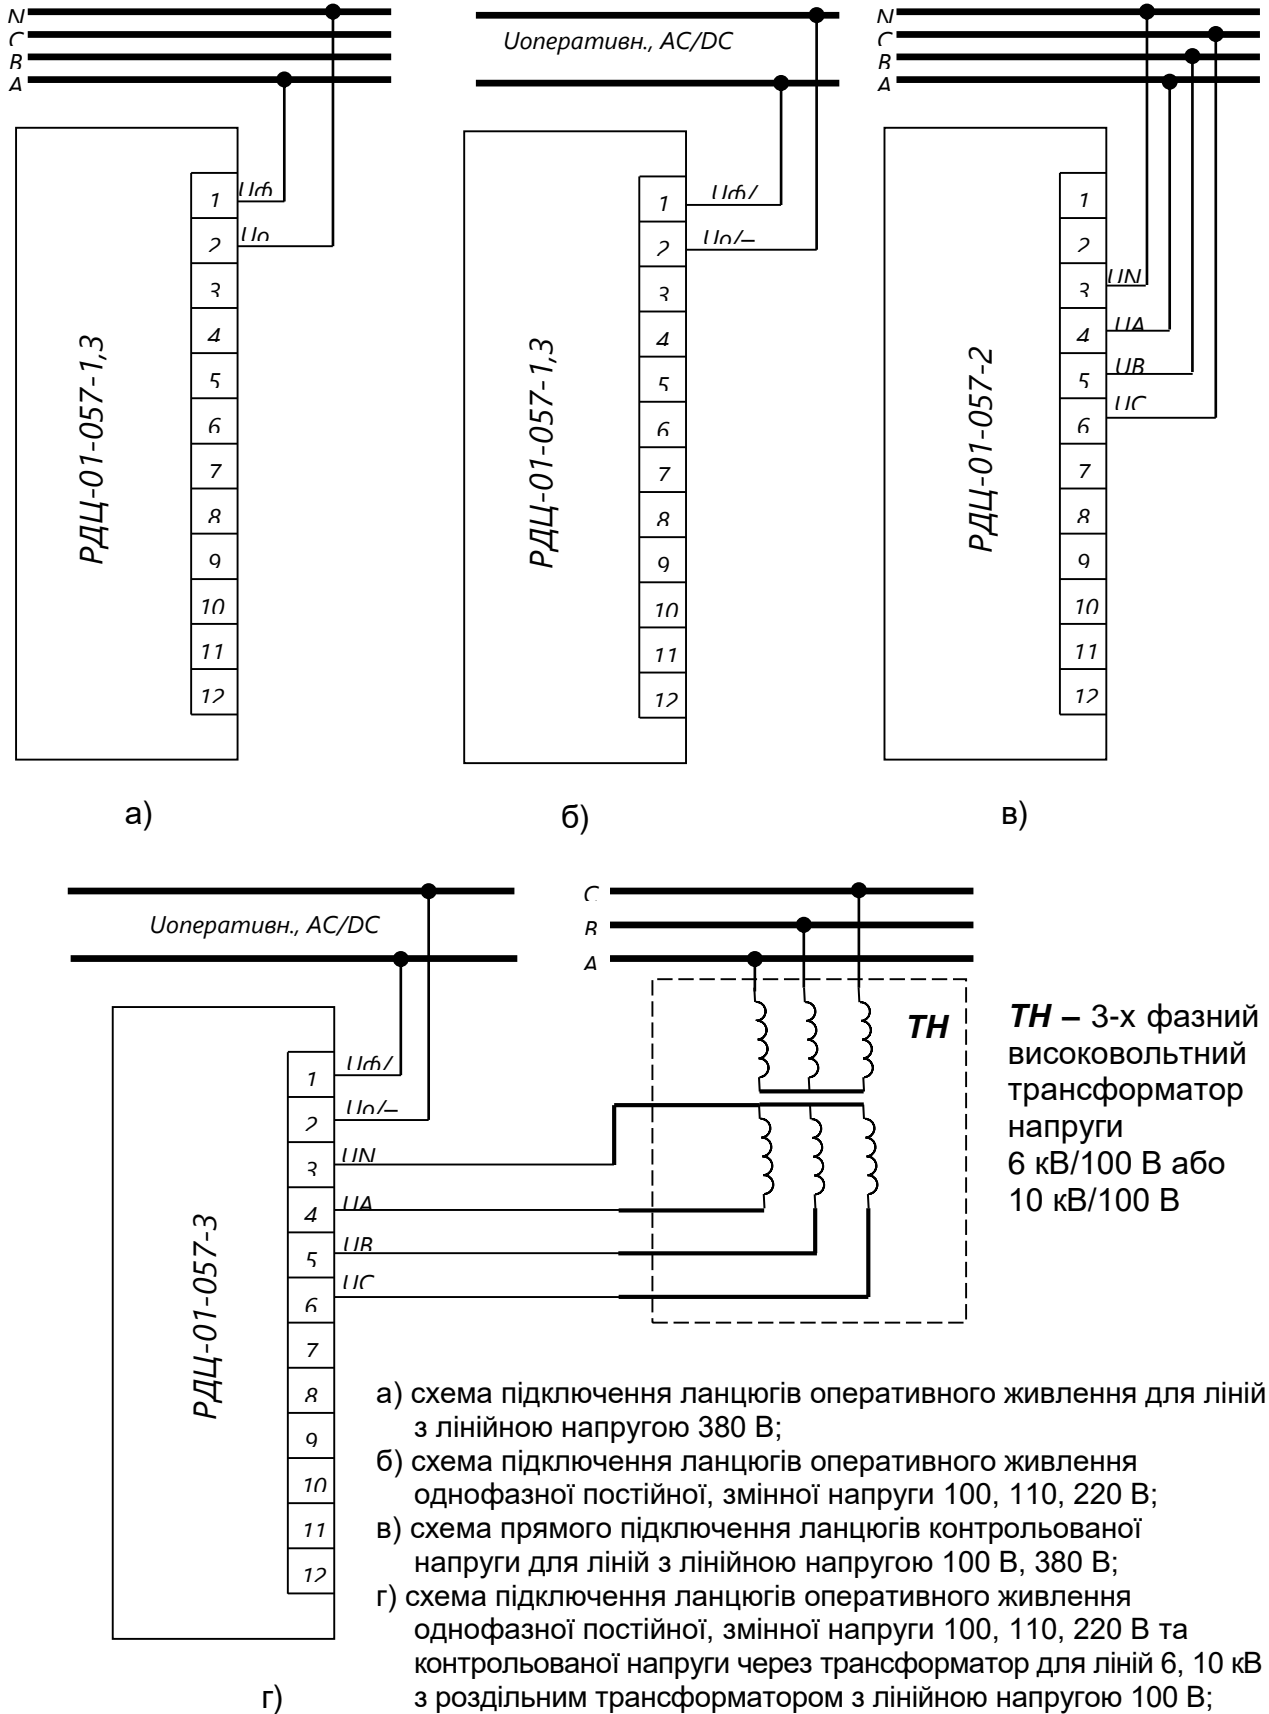 N
C
B
A
Uф
Uо
1
2
3
4
5
6
7
8
9
10
11
12
РДЦ-01-057-1,3
а)
Uоперативн., AC/DC
Uф/
Uо/–
1
2
3
4
5
6
7
8
9
10
11
12
РДЦ-01-057-1,3
б)
N
C
B
A
UN
UA
UB
UC
1
2
3
4
5
6
7
8
9
10
11
12
РДЦ-01-057-2
в)
Uоперативн., AC/DC
C
B
A
ТН
Uф/
Uо/–
UN
UA
UB
UC
1
2
3
4
5
6
7
8
9
10
11
12
РДЦ-01-057-3
г)
ТН – 3-х фазний
високовольтний
трансформатор
напруги
6 кВ/100 В або
10 кВ/100 В
а) схема підключення ланцюгів оперативного живлення для ліній
з лінійною напругою 380 В;
б) схема підключення ланцюгів оперативного живлення
однофазної постійної, змінної напруги 100, 110, 220 В;
в) схема прямого підключення ланцюгів контрольованої
напруги для ліній з лінійною напругою 100 В, 380 В;
г) схема підключення ланцюгів оперативного живлення
однофазної постійної, змінної напруги 100, 110, 220 В та
контрольованої напруги через трансформатор для ліній 6, 10 кВ
з роздільним трансформатором з лінійною напругою 100 В;